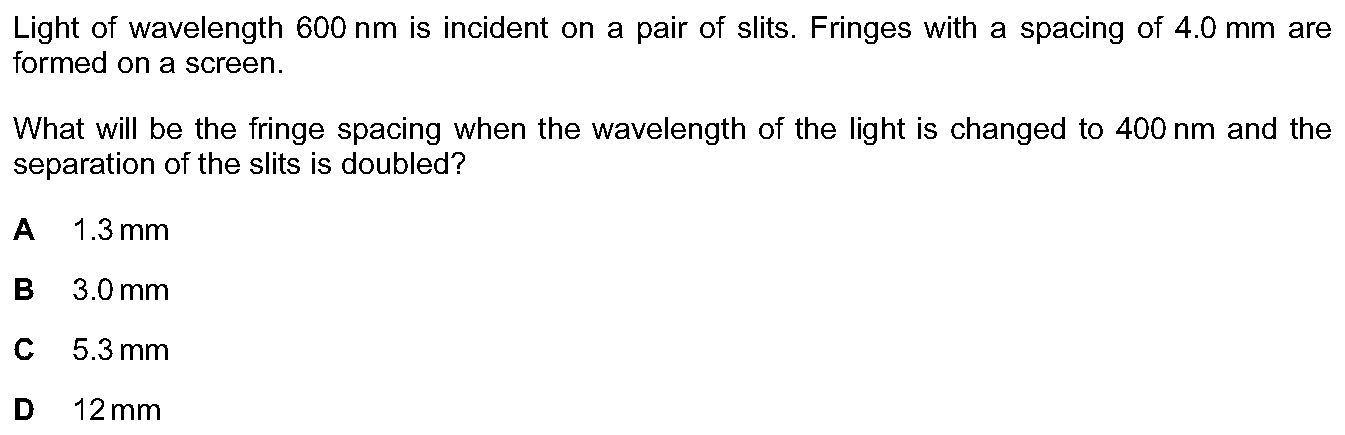 Light of wavelength 600 nm is incident on a pair of slits. Fringes with a spacing of 4.0 mm are
formed on a screen.
What will be the fringe spacing when the wavelength of the light is changed to 400 nm and the
separation of the slits is doubled?
A 1.3 mm
B 3.0 mm
C 5.3 mm
D 12 mm